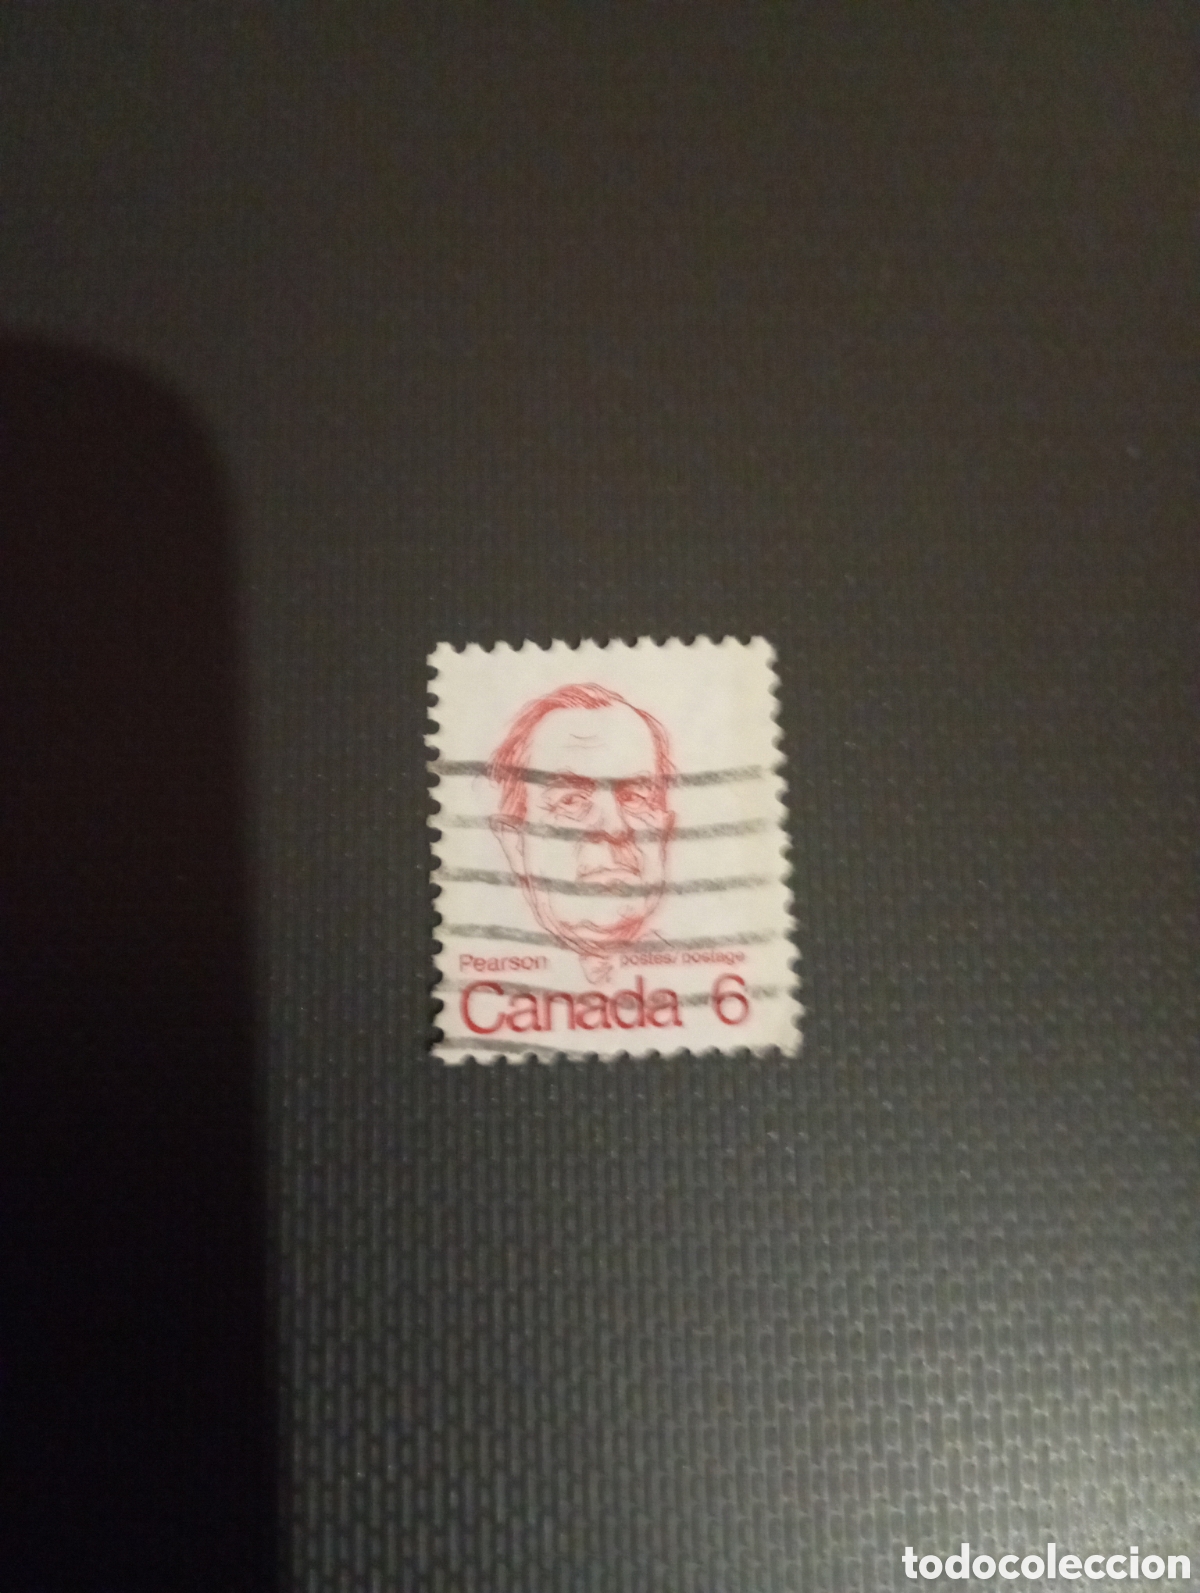 Pearson postes/postage
Canada 6
todocoleccion